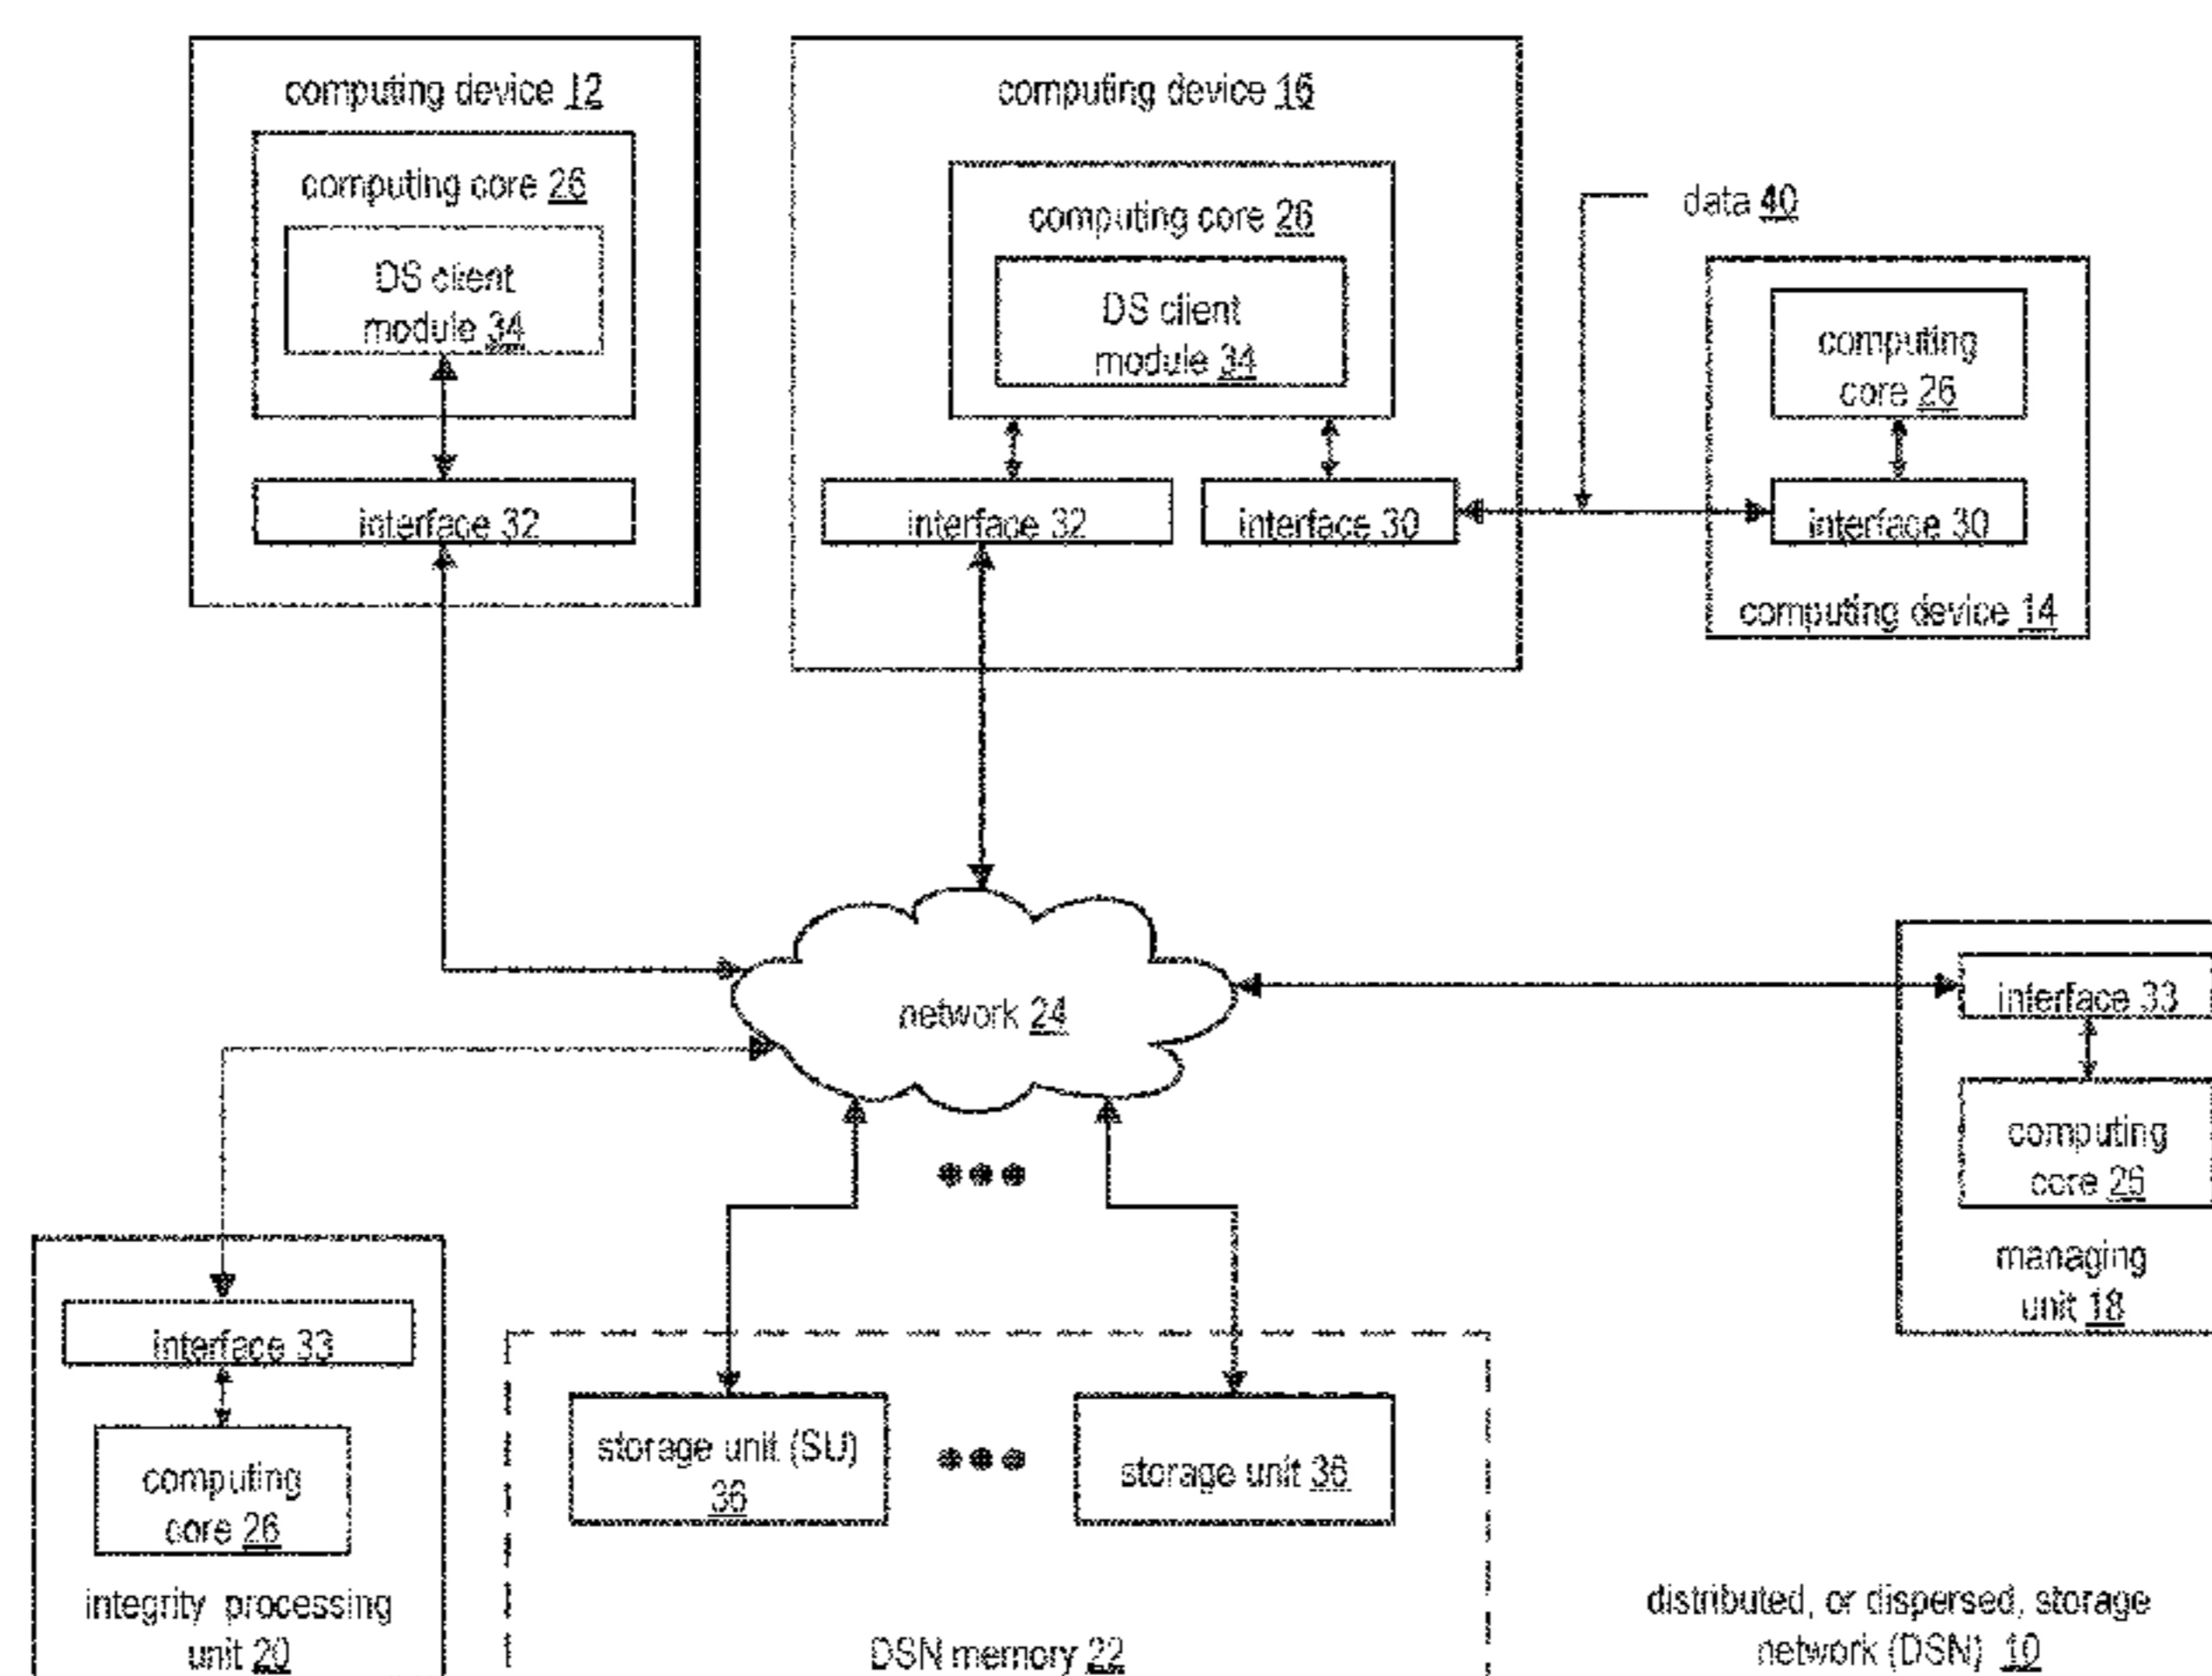 computing device 12
computing core 26
DS client
module 34
interface 32
computing device 16
computing core 26
DS client
module 34
interface 32
interface 30
data 40
computing
core 26
interface 30
computing device 14
network 24
interface 33
computing
core 26
managing
unit 18
interface 33
computing
core 26
integrity processing
unit 20
storage unit (SU)
36
storage unit 36
DSN memory 22
distributed, or dispersed, storage
network (DSN) 10